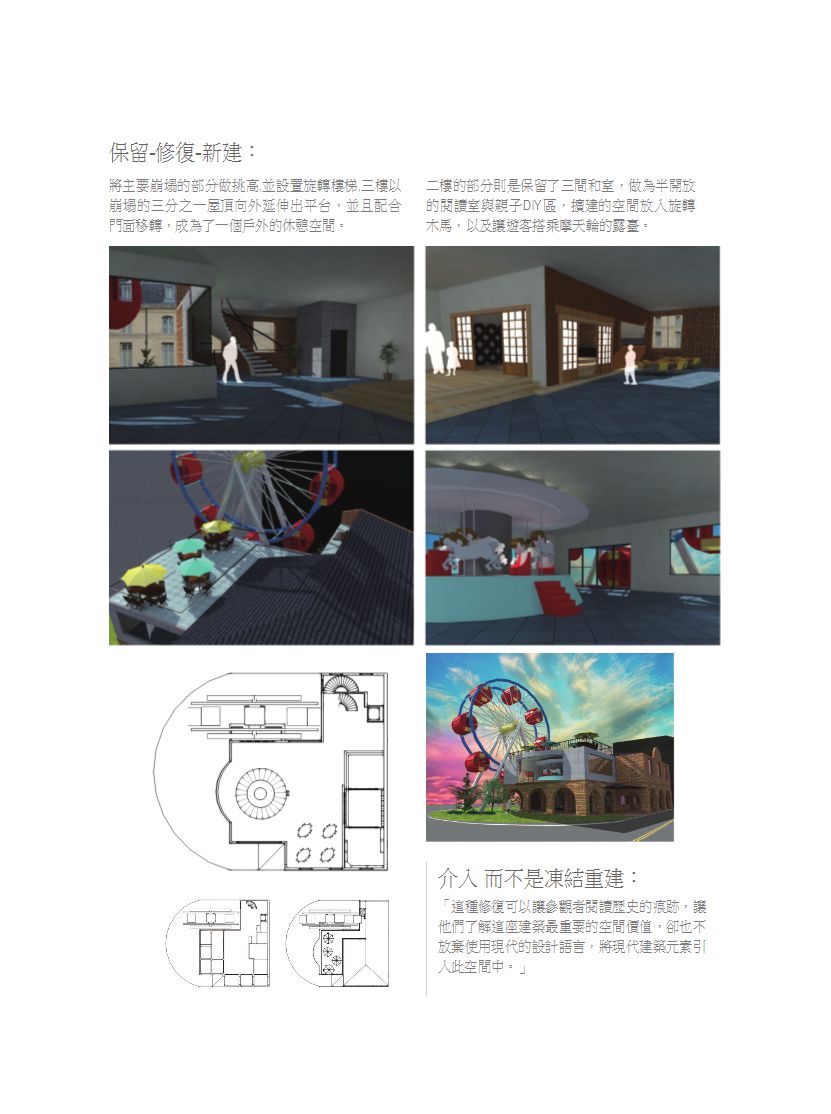 保留-修復-新建：
將主要崩塌的部分做挑高,並設置旋轉樓梯,三樓以
崩塌的三分之一屋頂向外延伸出平台，並且配合
門面移轉，成為了一個戶外的休憩空間。
二樓的部分則是保留了三間和室，做為半開放
的閱讀室與親子DIY區，擴建的空間放入旋轉
木馬，以及讓遊客搭乘摩天輪的露臺。
介入 而不是凍結重建：
「這種修復可以讓參觀者閱讀歷史的痕跡，讓
他們了解這座建築最重要的空間價值，卻也不
放棄使用現代的設計語言，將現代建築元素引
入此空間中。」